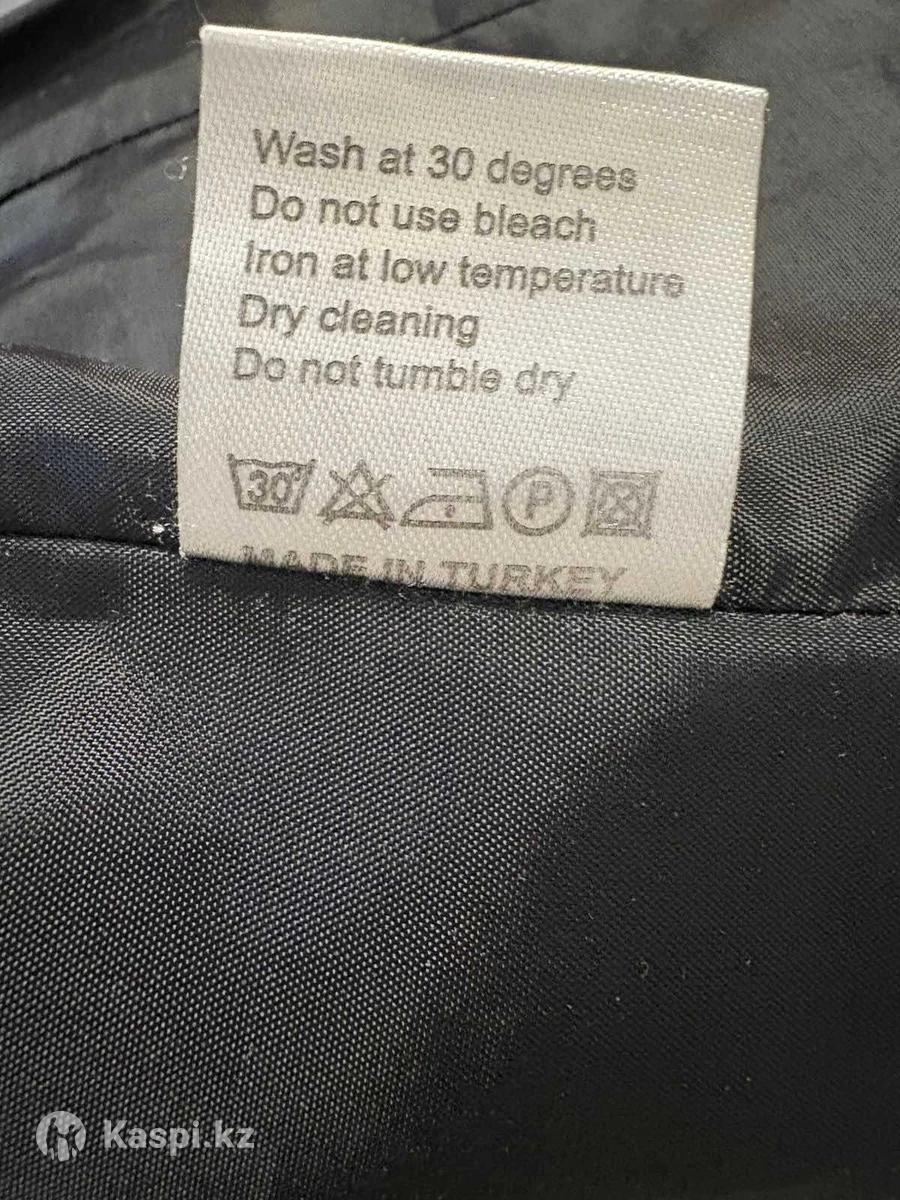 Wash at 30 degrees
Do not use bleach
Iron at low temperature
Dry cleaning
Do not tumble dry
30° P
MADE IN TURKEY
Kaspi.kz